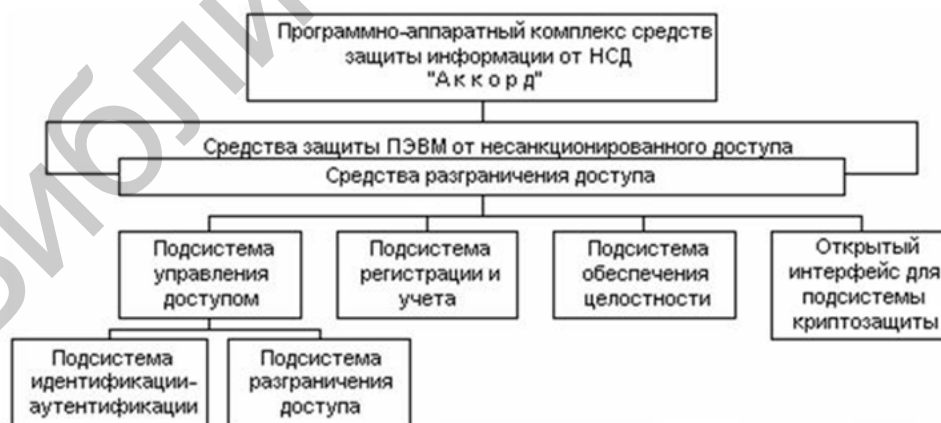 Программно-аппаратный комплекс средств
защиты информации от НСД
"А к к о р д"
Средства защиты ПЭВМ от несанкционированного доступа
Средства разграничения доступа
Подсистема
управления
доступом
Подсистема
регистрации и
учета
Подсистема
обеспечения
целостности
Открытый
интерфейс для
подсистемы
криптозащиты
Подсистема
идентификации-
аутентификации
Подсистема
разграничения
доступа